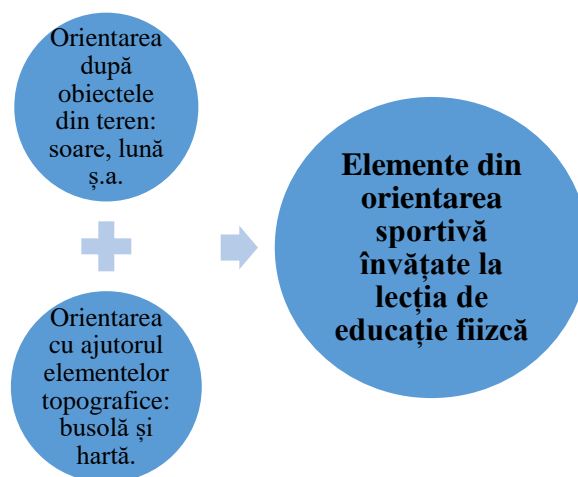 Orientarea
după
obiectele
din teren:
soare, lună
ș.a.
Orientarea
cu ajutorul
elementelor
topografice:
busolă și
hartă.
Elemente din
orientarea
sportivă
învățate la
lecția de
educație fiizcă